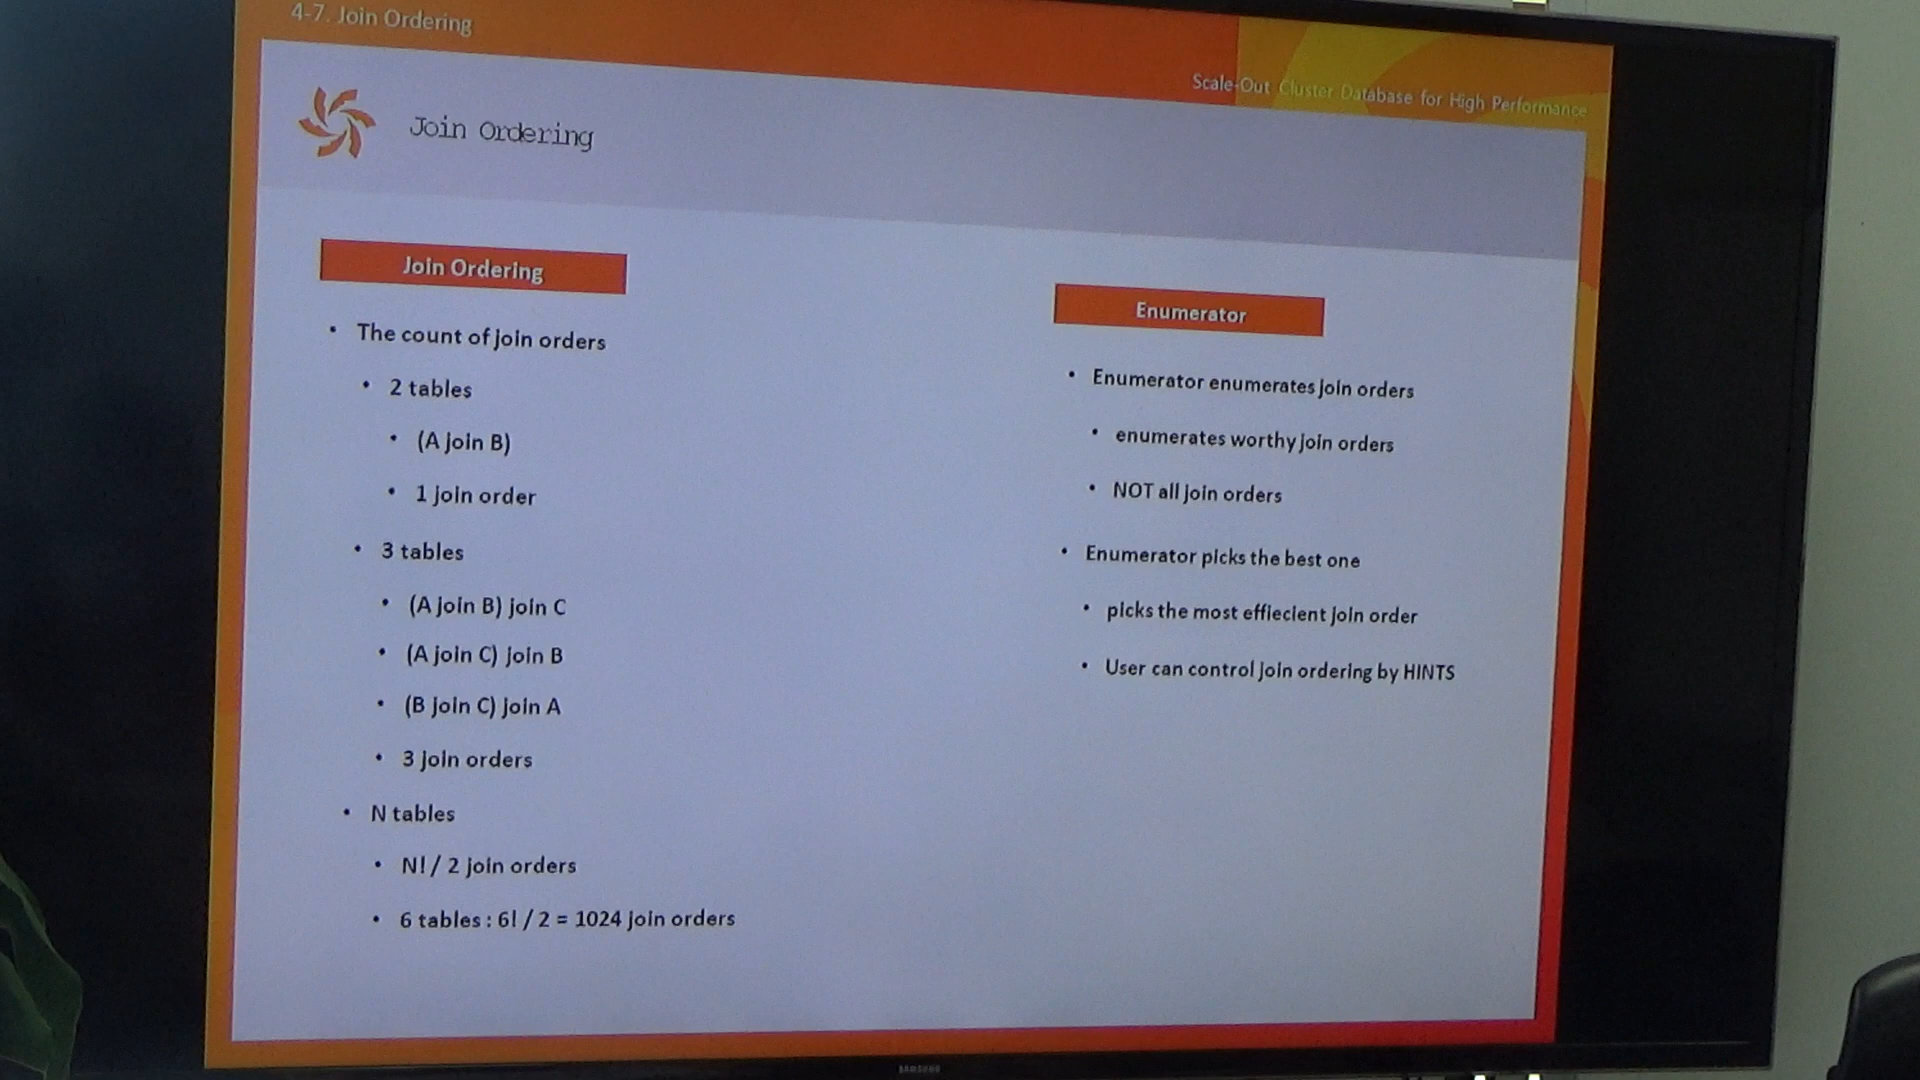 4-7. Join Ordering
Scale-Out Cluster Database for High Performance
Join Ordering
Join Ordering
• The count of join orders
• 2 tables
• (A join B)
• 1 join order
• 3 tables
• (A join B) join C
• (A join C) join B
• (B join C) join A
• 3 join orders
• N tables
• N! / 2 join orders
• 6 tables : 6! / 2 = 1024 join orders
Enumerator
• Enumerator enumerates join orders
• enumerates worthy join orders
• NOT all join orders
• Enumerator picks the best one
• picks the most effiecient join order
• User can control join ordering by HINTS
SAMSUNG